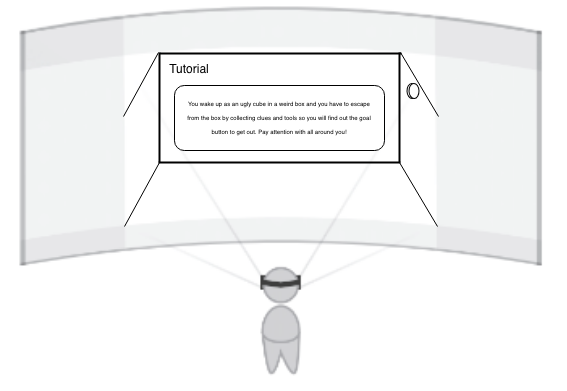 Tutorial
You wake up as an ugly cube in a weird box and you have to escape
from the box by collecting clues and tools so you will find out the goal
button to get out. Pay attention with all around you!